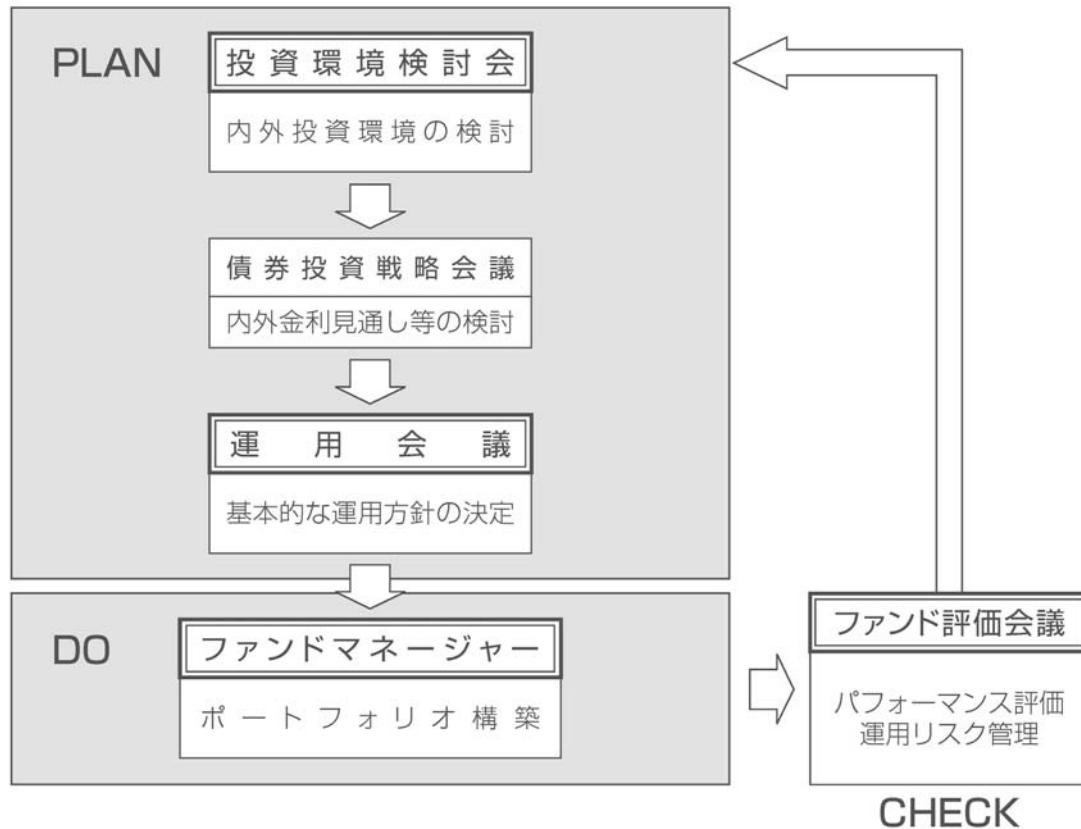 PLAN
投資環境検討会
内外投資環境の検討
債券投資戦略会議
内外金利見通し等の検討
運用会議
基本的な運用方針の決定
DO
ファンドマネージャー
ポートフォリオ構築
ファンド評価会議
パフォーマンス評価
運用リスク管理
CHECK